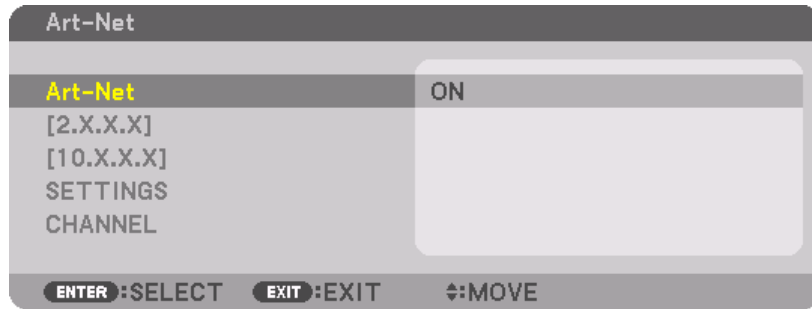 Art-Net
Art-Net ON
[2.X.X.X]
[10.X.X.X]
SETTINGS
CHANNEL
ENTER:SELECT EXIT:EXIT ◆:MOVE